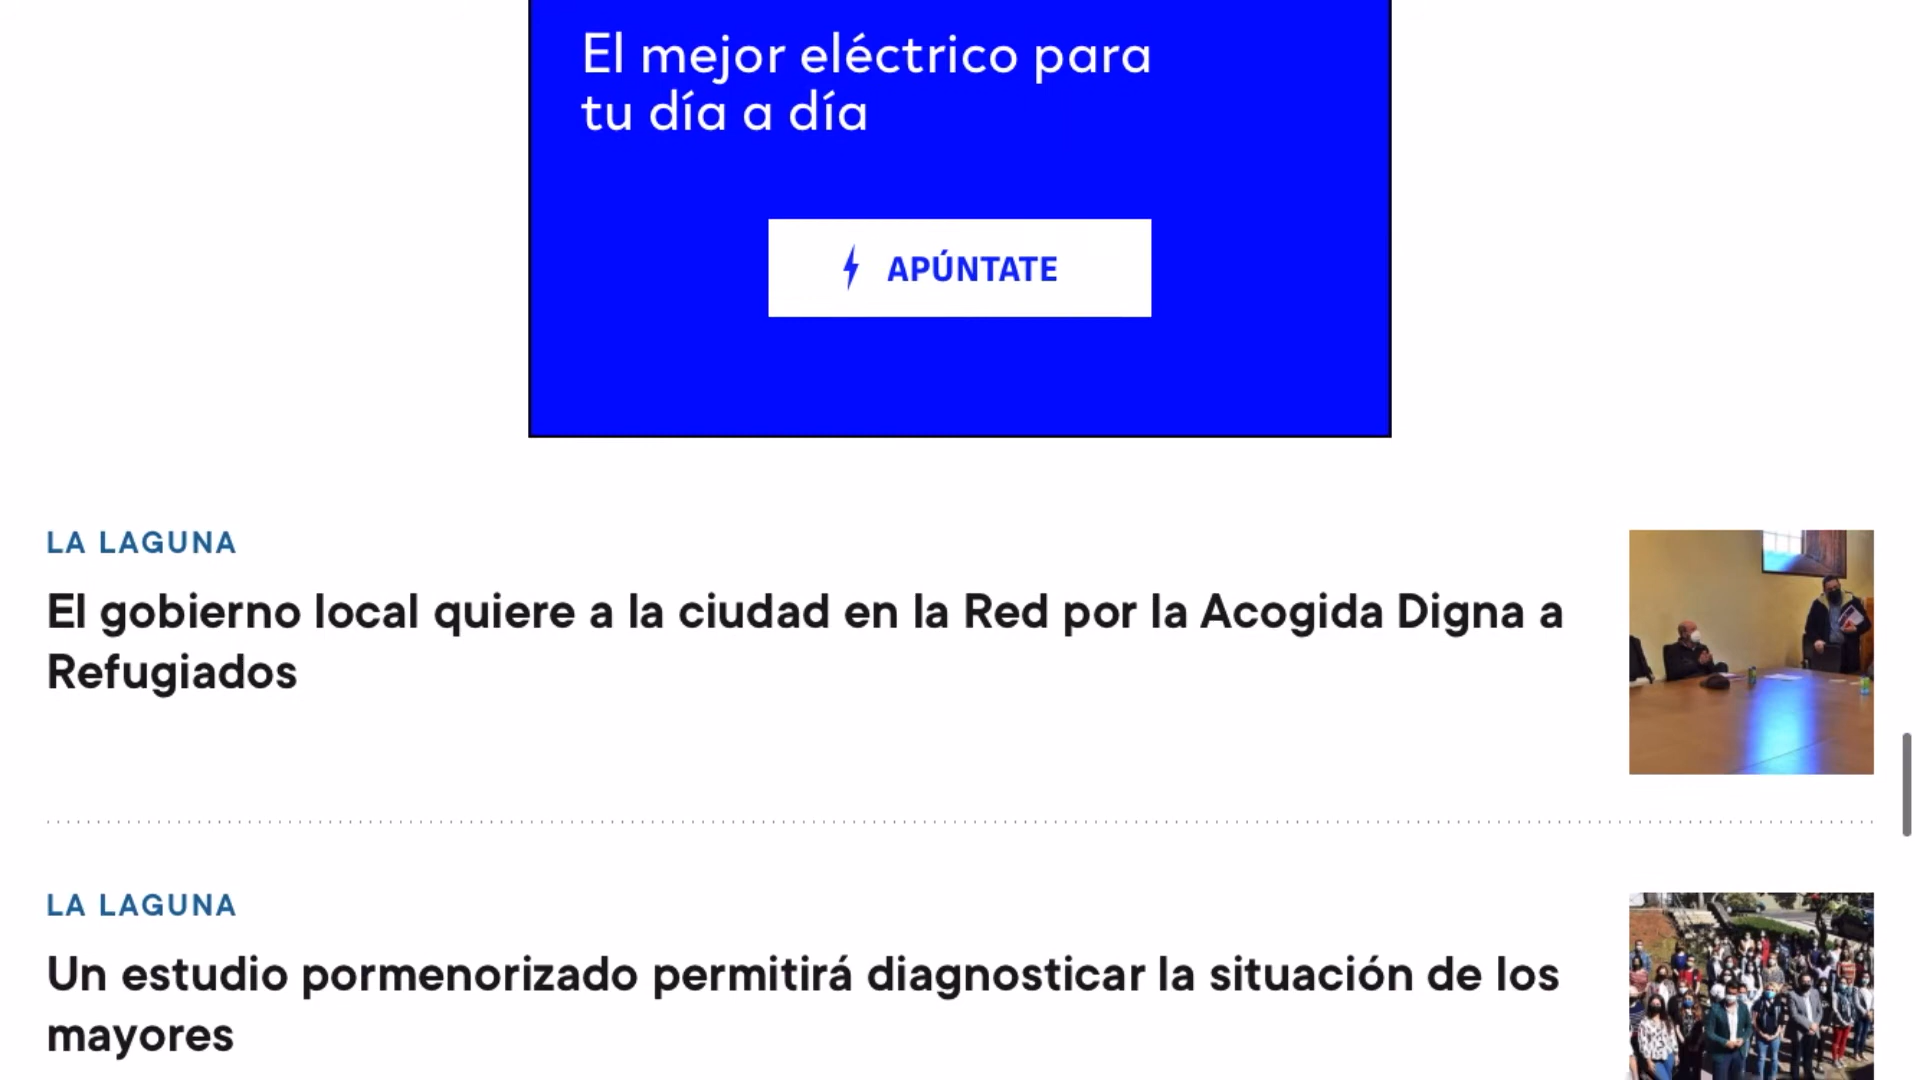 El mejor eléctrico para
tu día a día
APÚNTATE
LA LAGUNA
El gobierno local quiere a la ciudad en la Red por la Acogida Digna a
Refugiados
LA LAGUNA
Un estudio pormenorizado permitirá diagnosticar la situación de los
mayores